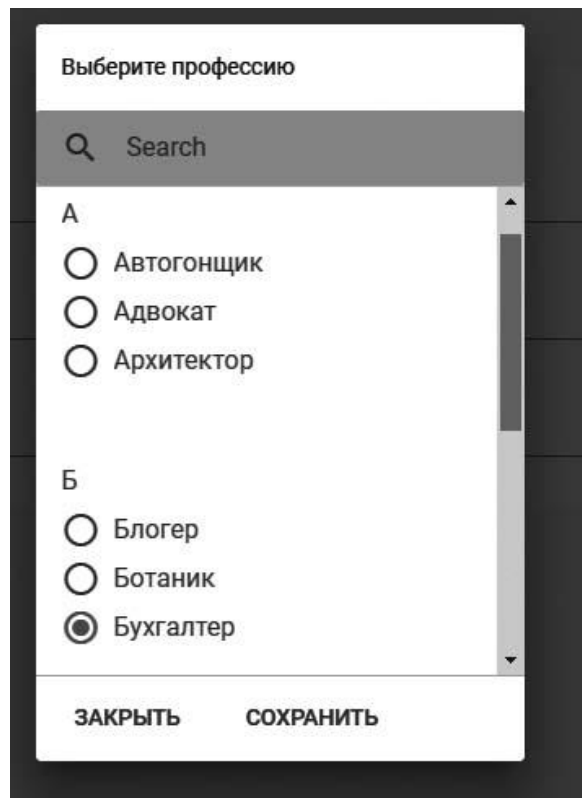 Выберите профессию
Search
А
Автогонщик
Адвокат
Архитектор
Б
Блогер
Ботаник
Бухгалтер
ЗАКРЫТЬ СОХРАНИТЬ